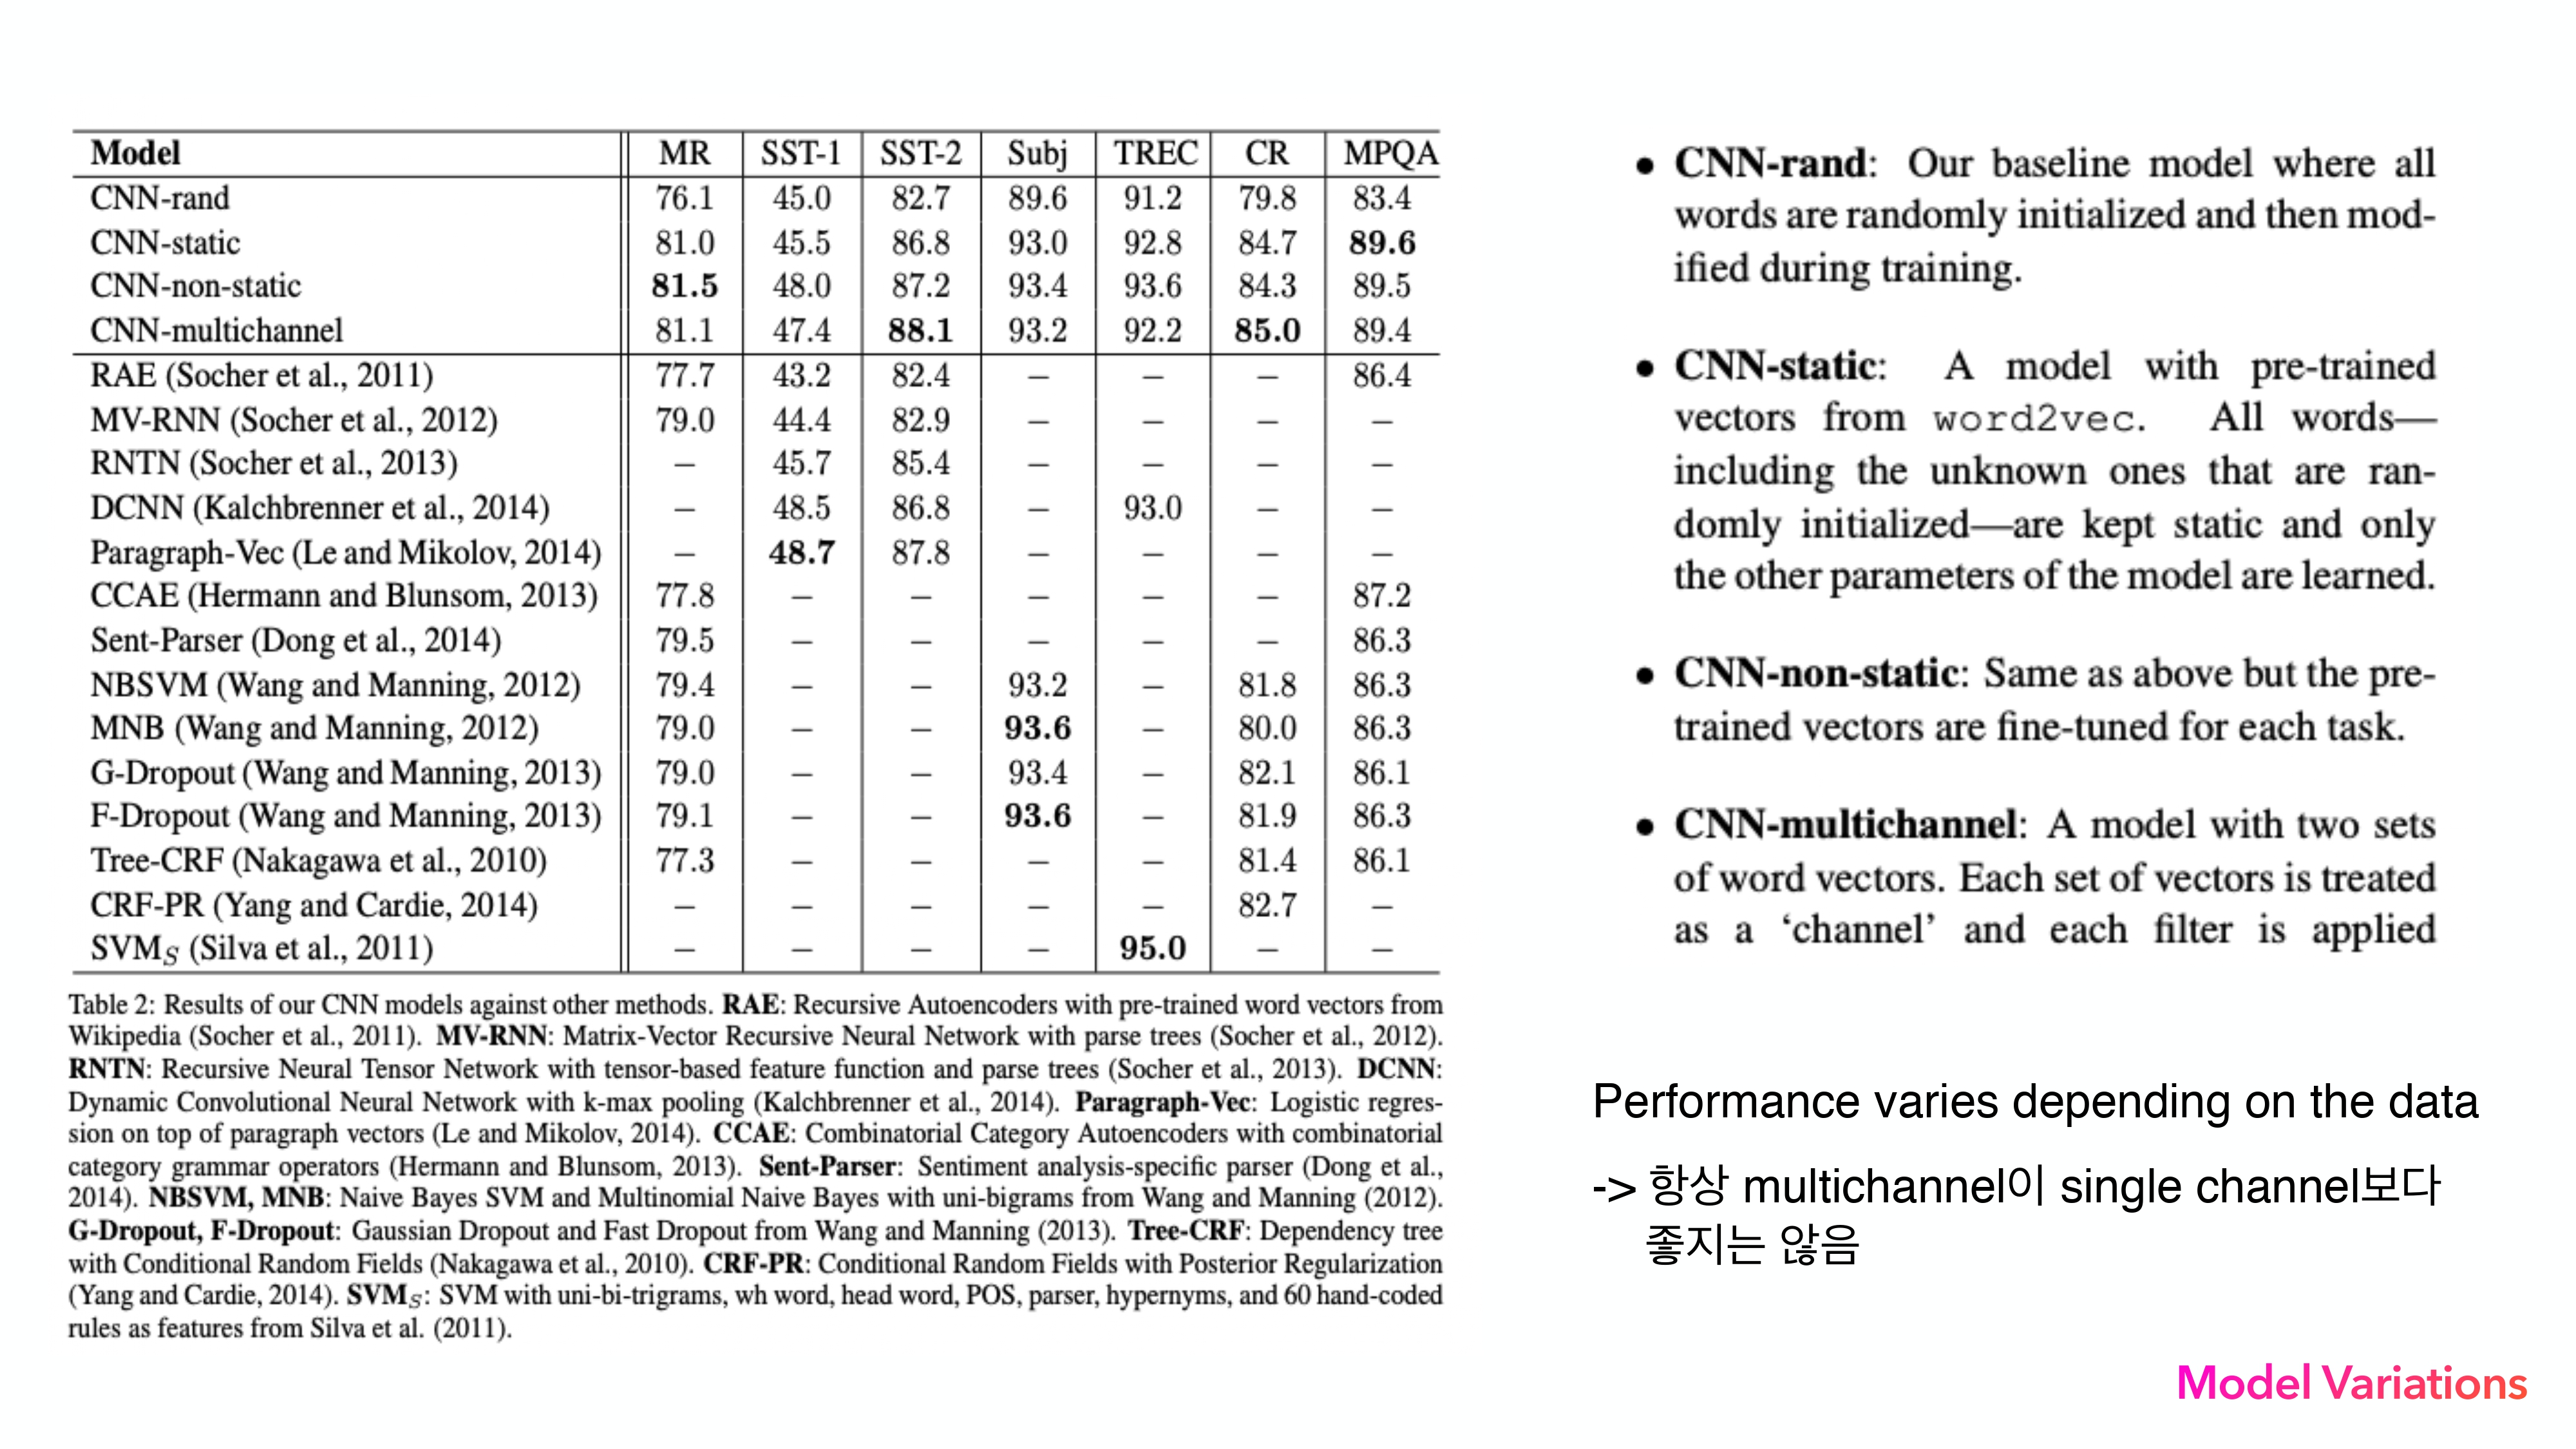 Model MR SST-1 SST-2 Subj TREC CR MPQA
CNN-rand 76.1 45.0 82.7 89.6 91.2 79.8 83.4
CNN-static 81.0 45.5 86.8 93.0 92.8 84.7 89.6
CNN-non-static 81.5 48.0 87.2 93.4 93.6 84.3 89.5
CNN-multichannel 81.1 47.4 88.1 93.2 92.2 85.0 89.4
RAE (Socher et al., 2011) 77.7 43.2 82.4 – – – 86.4
MV-RNN (Socher et al., 2012) 79.0 44.4 82.9 – – – –
RNTN (Socher et al., 2013) – 45.7 85.4 – – – –
DCNN (Kalchbrenner et al., 2014) – 48.5 86.8 – 93.0 – –
Paragraph-Vec (Le and Mikolov, 2014) – 48.7 87.8 – – – –
CCAE (Hermann and Blunsom, 2013) 77.8 – – – – – 87.2
Sent-Parser (Dong et al., 2014) 79.5 – – – – – 86.3
NBSVM (Wang and Manning, 2012) 79.4 – – 93.2 – 81.8 86.3
MNB (Wang and Manning, 2012) 79.0 – – 93.6 – 80.0 86.3
G-Dropout (Wang and Manning, 2013) 79.0 – – 93.4 – 82.1 86.1
F-Dropout (Wang and Manning, 2013) 79.1 – – 93.6 – 81.9 86.3
Tree-CRF (Nakagawa et al., 2010) 77.3 – – – – 81.4 86.1
CRF-PR (Yang and Cardie, 2014) – – – – – 82.7 –
SVMS (Silva et al., 2011) – – – – 95.0 – –
Table 2: Results of our CNN models against other methods. RAE: Recursive Autoencoders with pre-trained word vectors from
Wikipedia (Socher et al., 2011). MV-RNN: Matrix-Vector Recursive Neural Network with parse trees (Socher et al., 2012).
RNTN: Recursive Neural Tensor Network with tensor-based feature function and parse trees (Socher et al., 2013). DCNN:
Dynamic Convolutional Neural Network with k-max pooling (Kalchbrenner et al., 2014). Paragraph-Vec: Logistic regres-
sion on top of paragraph vectors (Le and Mikolov, 2014). CCAE: Combinatorial Category Autoencoders with combinatorial
category grammar operators (Hermann and Blunsom, 2013). Sent-Parser: Sentiment analysis-specific parser (Dong et al.,
2014). NBSVM, MNB: Naive Bayes SVM and Multinomial Naive Bayes with uni-bigrams from Wang and Manning (2012).
G-Dropout, F-Dropout: Gaussian Dropout and Fast Dropout from Wang and Manning (2013). Tree-CRF: Dependency tree
with Conditional Random Fields (Nakagawa et al., 2010). CRF-PR: Conditional Random Fields with Posterior Regularization
(Yang and Cardie, 2014). SVMS: SVM with uni-bi-trigrams, wh word, head word, POS, parser, hypernyms, and 60 hand-coded
rules as features from Silva et al. (2011).
• CNN-rand: Our baseline model where all
words are randomly initialized and then mod-
ified during training.
• CNN-static: A model with pre-trained
vectors from word2vec. All words—
including the unknown ones that are ran-
domly initialized—are kept static and only
the other parameters of the model are learned.
• CNN-non-static: Same as above but the pre-
trained vectors are fine-tuned for each task.
• CNN-multichannel: A model with two sets
of word vectors. Each set of vectors is treated
as a ‘channel’ and each filter is applied
Performance varies depending on the data
-> 항상 multichannel이 single channel보다
좋지는 않음
Model Variations